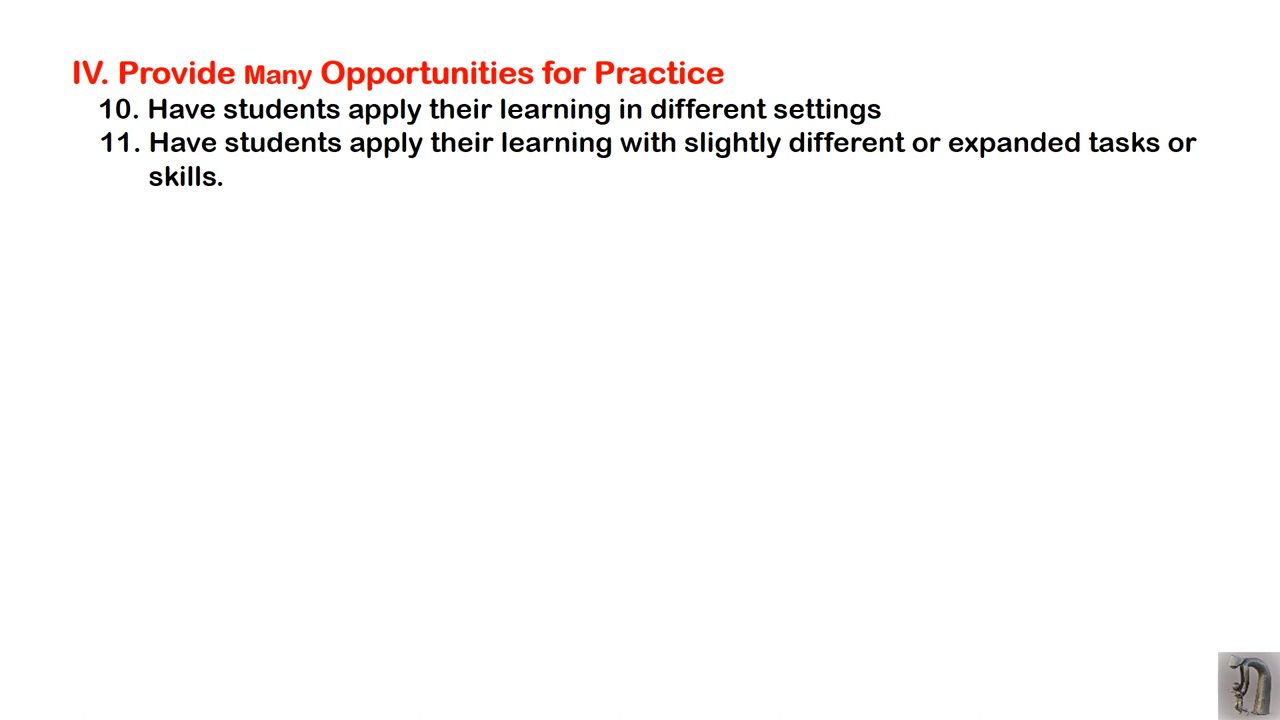 IV. Provide Many Opportunities for Practice
10. Have students apply their learning in different settings
11. Have students apply their learning with slightly different or expanded tasks or
skills.